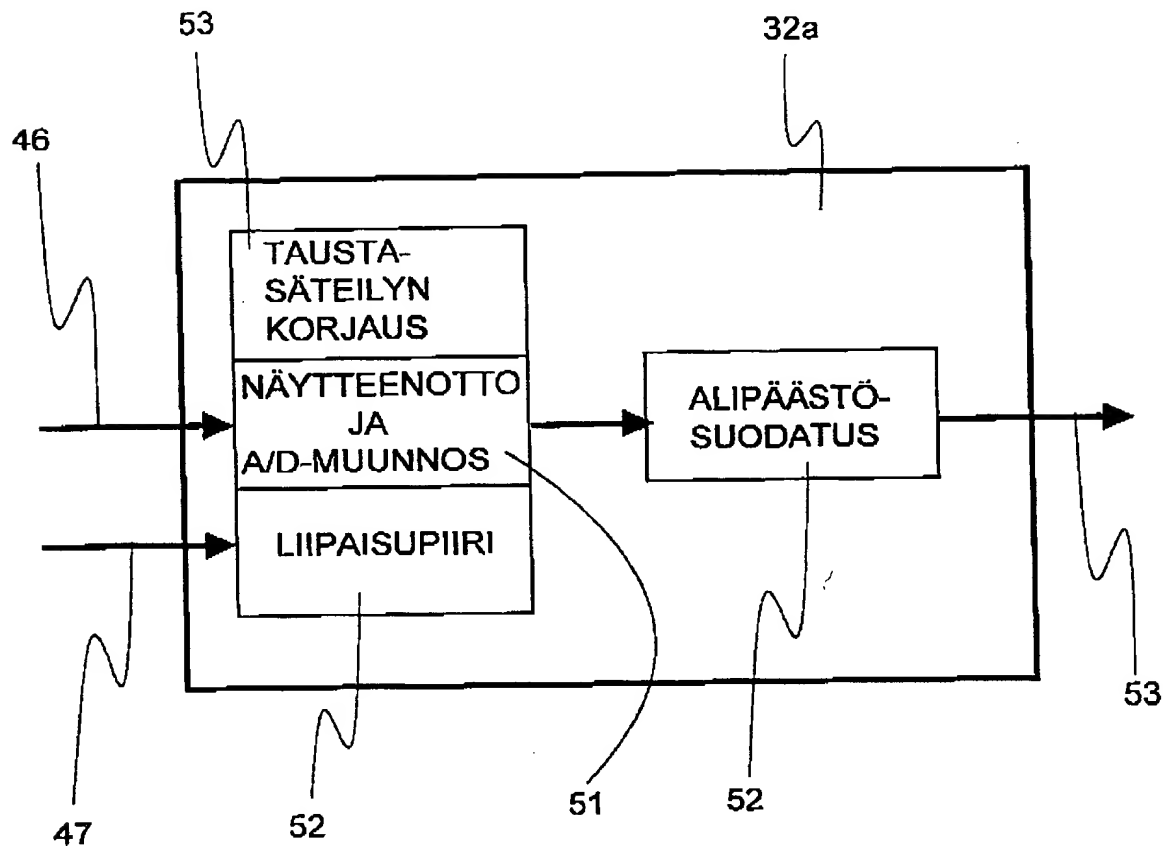 53
32a
46
TAUSTA-
SÄTEILYN
KORJAUS
NÄYTTEENOTTO
JA
A/D-MUUNNOS
ALIPÄÄSTÖ-
SUODATUS
LIIPAISUPIIRI
53
51
52
52
47